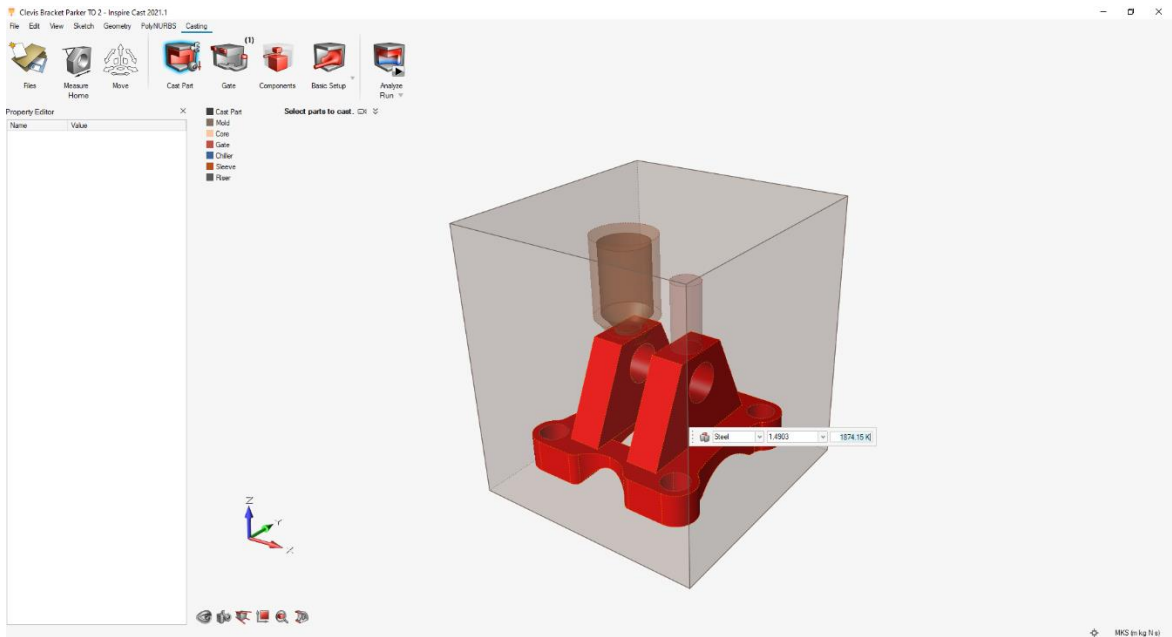 Clevis Bracket Parker TO 2 - Inspire Cast 2021.1
File Edit View Sketch Geometry PolyNURBS Casting
(1)
Files Measure Move Cast Part Gate Components Basic Setup Analyze
Home Run
Property Editor
Name Value
Select parts to cast.
Cast Part
Mold
Core
Gate
Chiller
Sleeve
Riser
Steel 1.4903 1874.15 K
Z
Y
X
MKS (m kg N s)